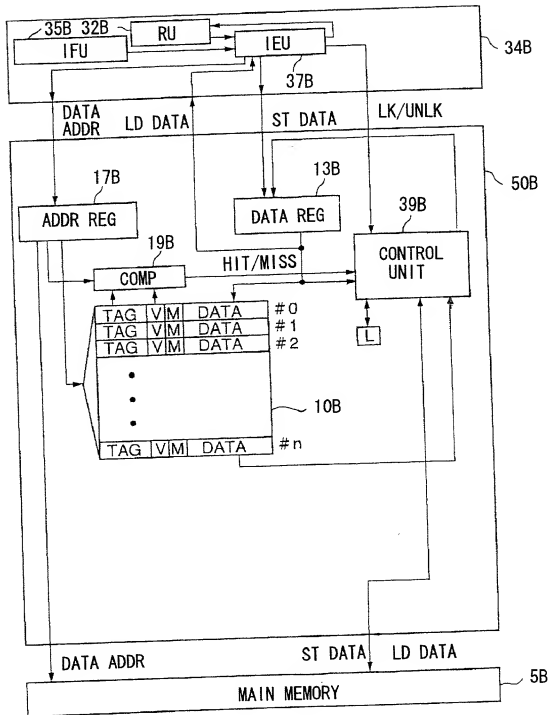 35B 32B
RU
IFU
IEU
37B
34B
DATA ADDR
LD DATA
ST DATA
LK/UNLK
17B
13B
50B
ADDR REG
DATA REG
39B
19B
COMP
HIT/MISS
CONTROL UNIT
TAG V M DATA #0
TAG V M DATA #1
TAG V M DATA #2
L
10B
TAG V M DATA #n
DATA ADDR
ST DATA LD DATA
5B
MAIN MEMORY